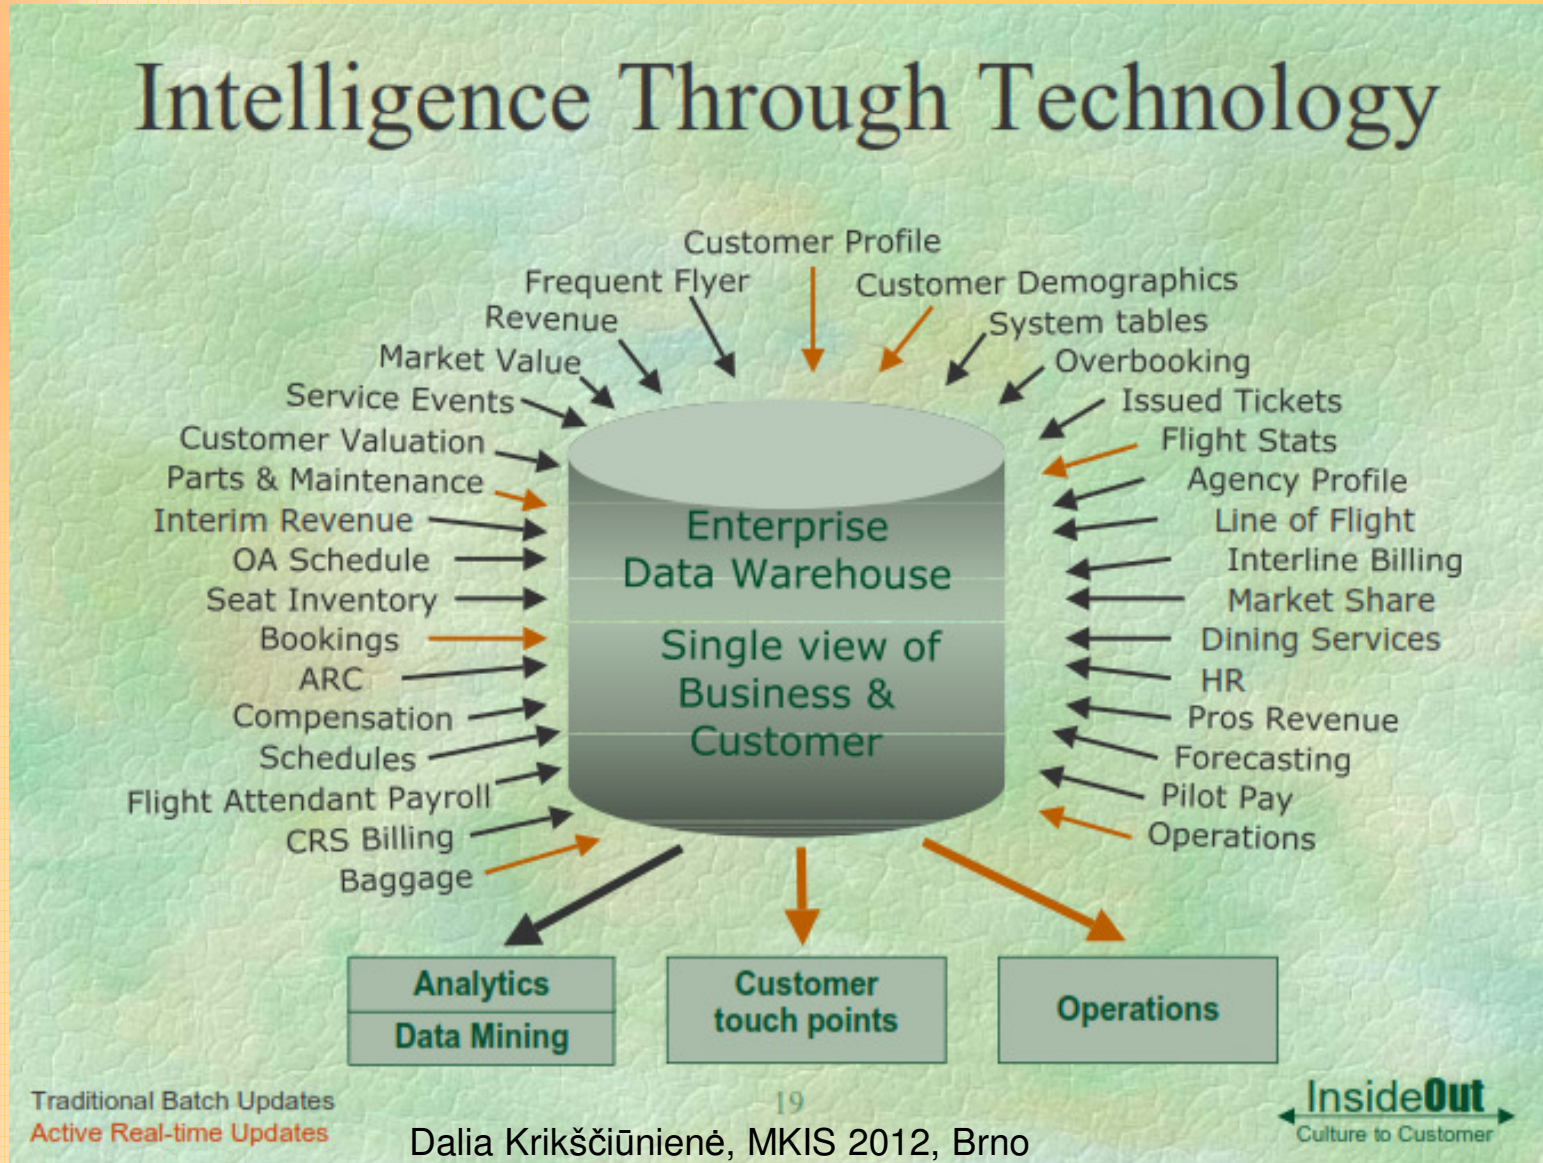 Intelligence Through Technology
Customer Profile
Frequent Flyer
Customer Demographics
Revenue
System tables
Market Value
Overbooking
Service Events
Issued Tickets
Customer Valuation
Flight Stats
Parts & Maintenance
Agency Profile
Interim Revenue
Line of Flight
OA Schedule
Interline Billing
Seat Inventory
Market Share
Bookings
Dining Services
ARC
HR
Compensation
Pros Revenue
Schedules
Forecasting
Flight Attendant Payroll
Pilot Pay
CRS Billing
Operations
Baggage
Enterprise
Data Warehouse
Single view of
Business &
Customer
Analytics
Data Mining
Customer
touch points
Operations
Traditional Batch Updates
Active Real-time Updates
19
Dalia Krikščiūnienė, MKIS 2012, Brno
InsideOut
Culture to Customer